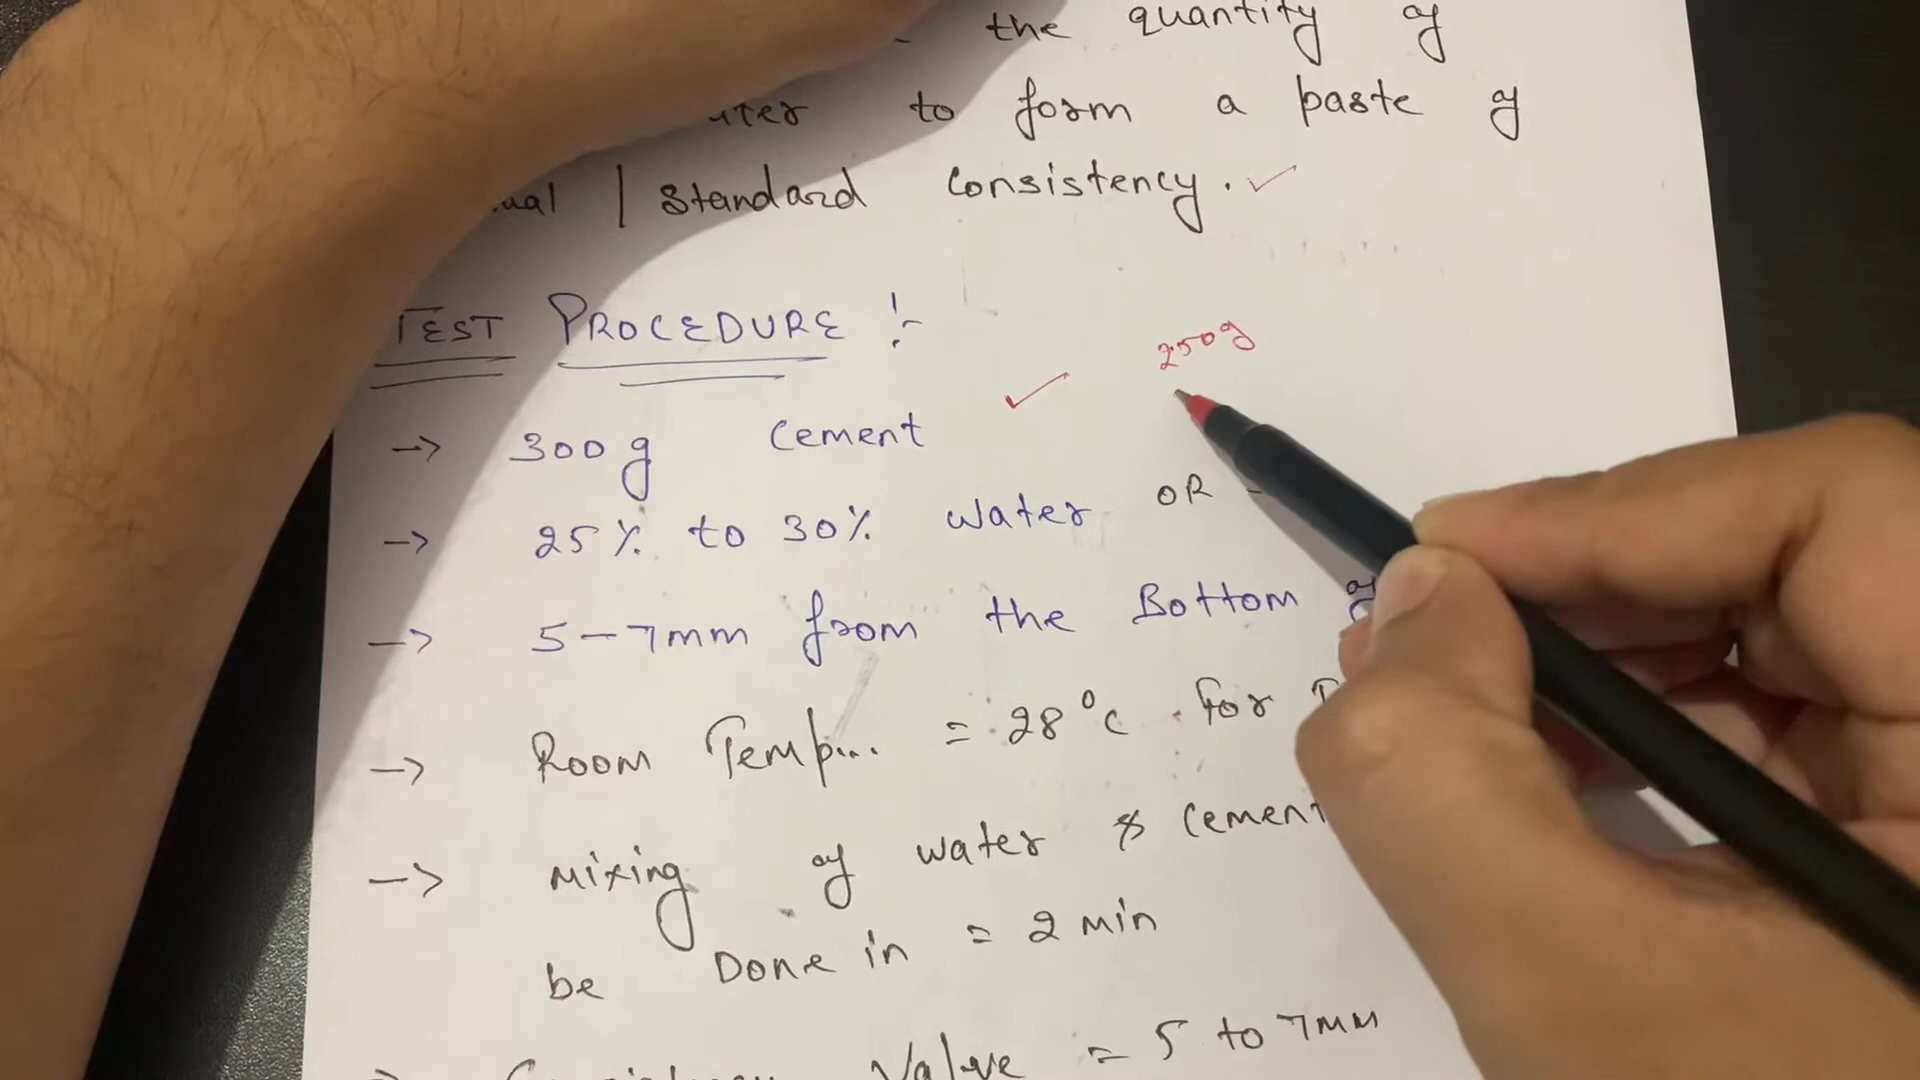 the quantity of
to form a paste of
| Standard consistency.
TEST PROCEDURE :-
250g
-> 300g cement
-> 25% to 30% water OR
-> 5-7mm from the Bottom of
-> Room Temp... = 28°C for
-> Mixing of water & cement
be Done in = 2 min
Value = 5 to 7mm